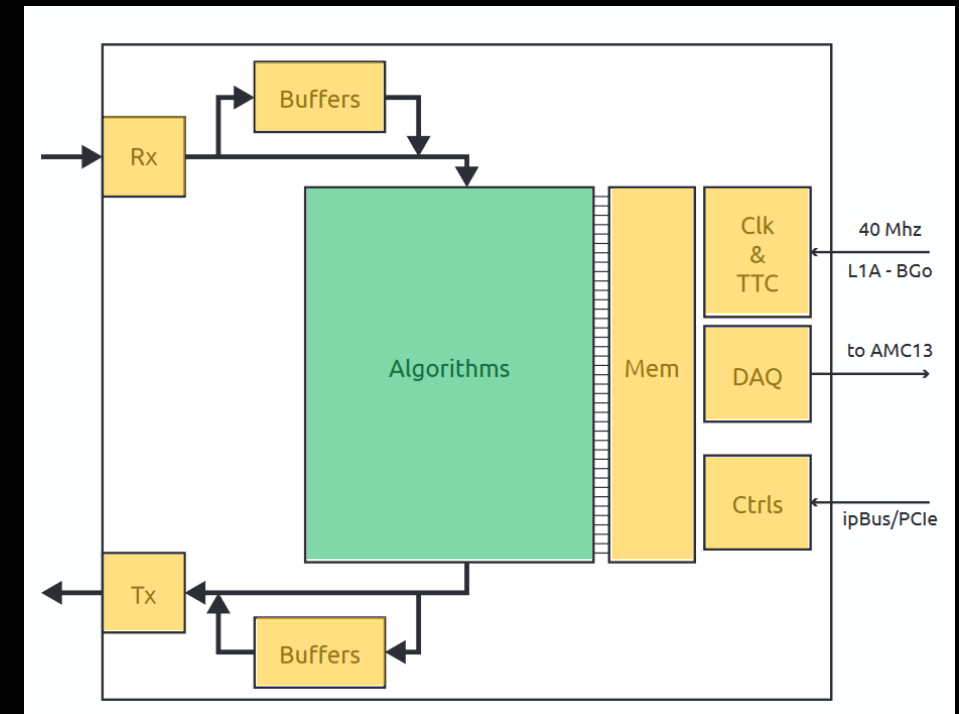 Buffers
Rx
Clk
&
TTC
40 Mhz
L1A - BGo
Algorithms
Mem
to AMC13
DAQ
Ctrls
ipBus/PCIe
Tx
Buffers